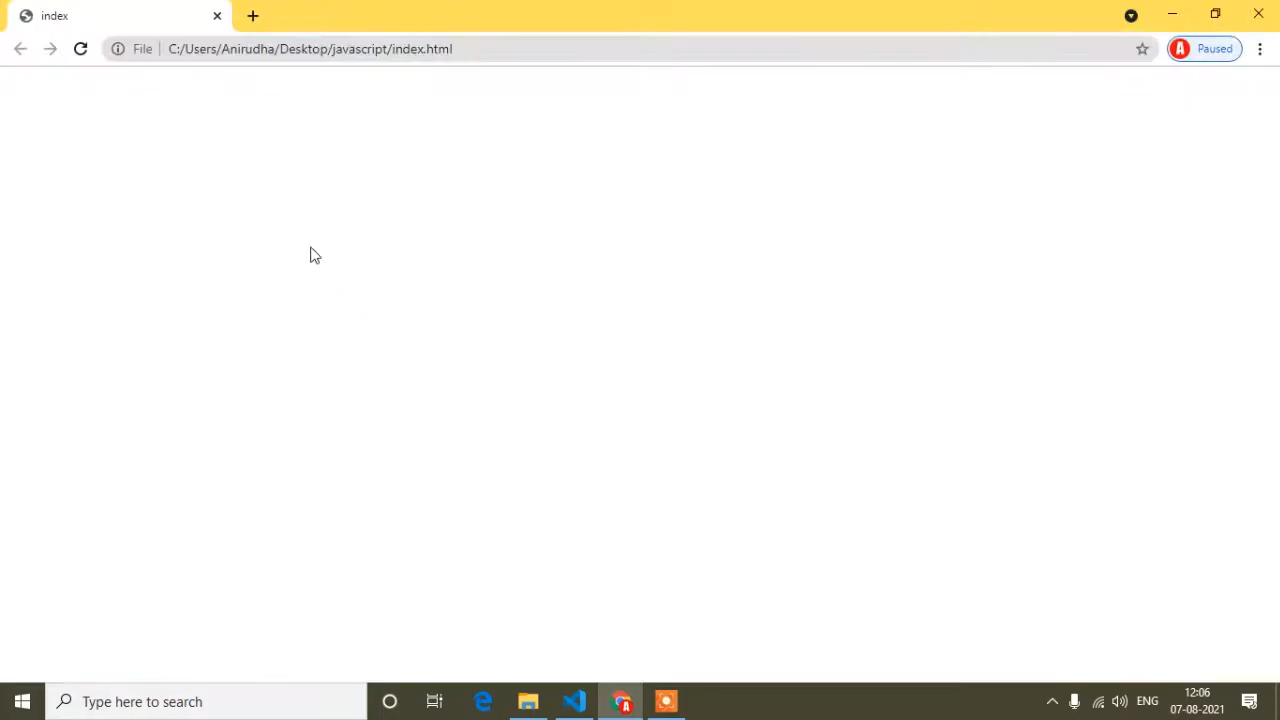 index
File C:/Users/Anirudha/Desktop/javascript/index.html
A Paused
Type here to search
A
ENG
12:06
07-08-2021